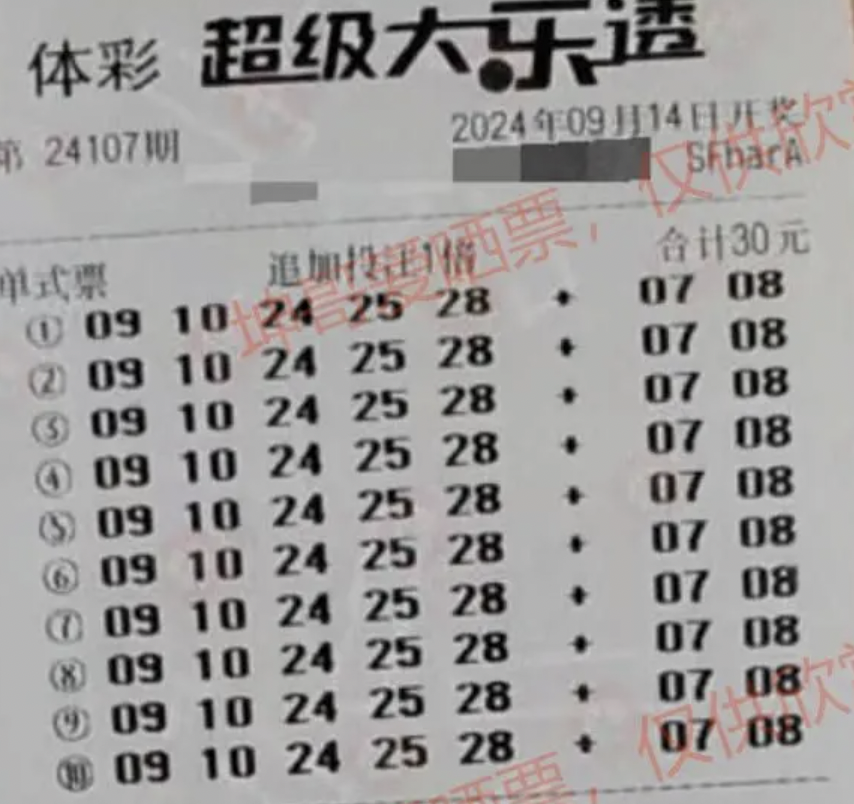 体彩 超级大乐透
第 24107期 2024年09月14日开奖
SFharA
单式票 追加投注1倍 合计30元
① 09 10 24 25 28 + 07 08
② 09 10 24 25 28 + 07 08
③ 09 10 24 25 28 + 07 08
④ 09 10 24 25 28 + 07 08
⑤ 09 10 24 25 28 + 07 08
⑥ 09 10 24 25 28 + 07 08
⑦ 09 10 24 25 28 + 07 08
⑧ 09 10 24 25 28 + 07 08
⑨ 09 10 24 25 28 + 07 08
⑩ 09 10 24 25 28 + 07 08
坤哥爱晒票，仅供欣赏
晒票，仅供欣赏